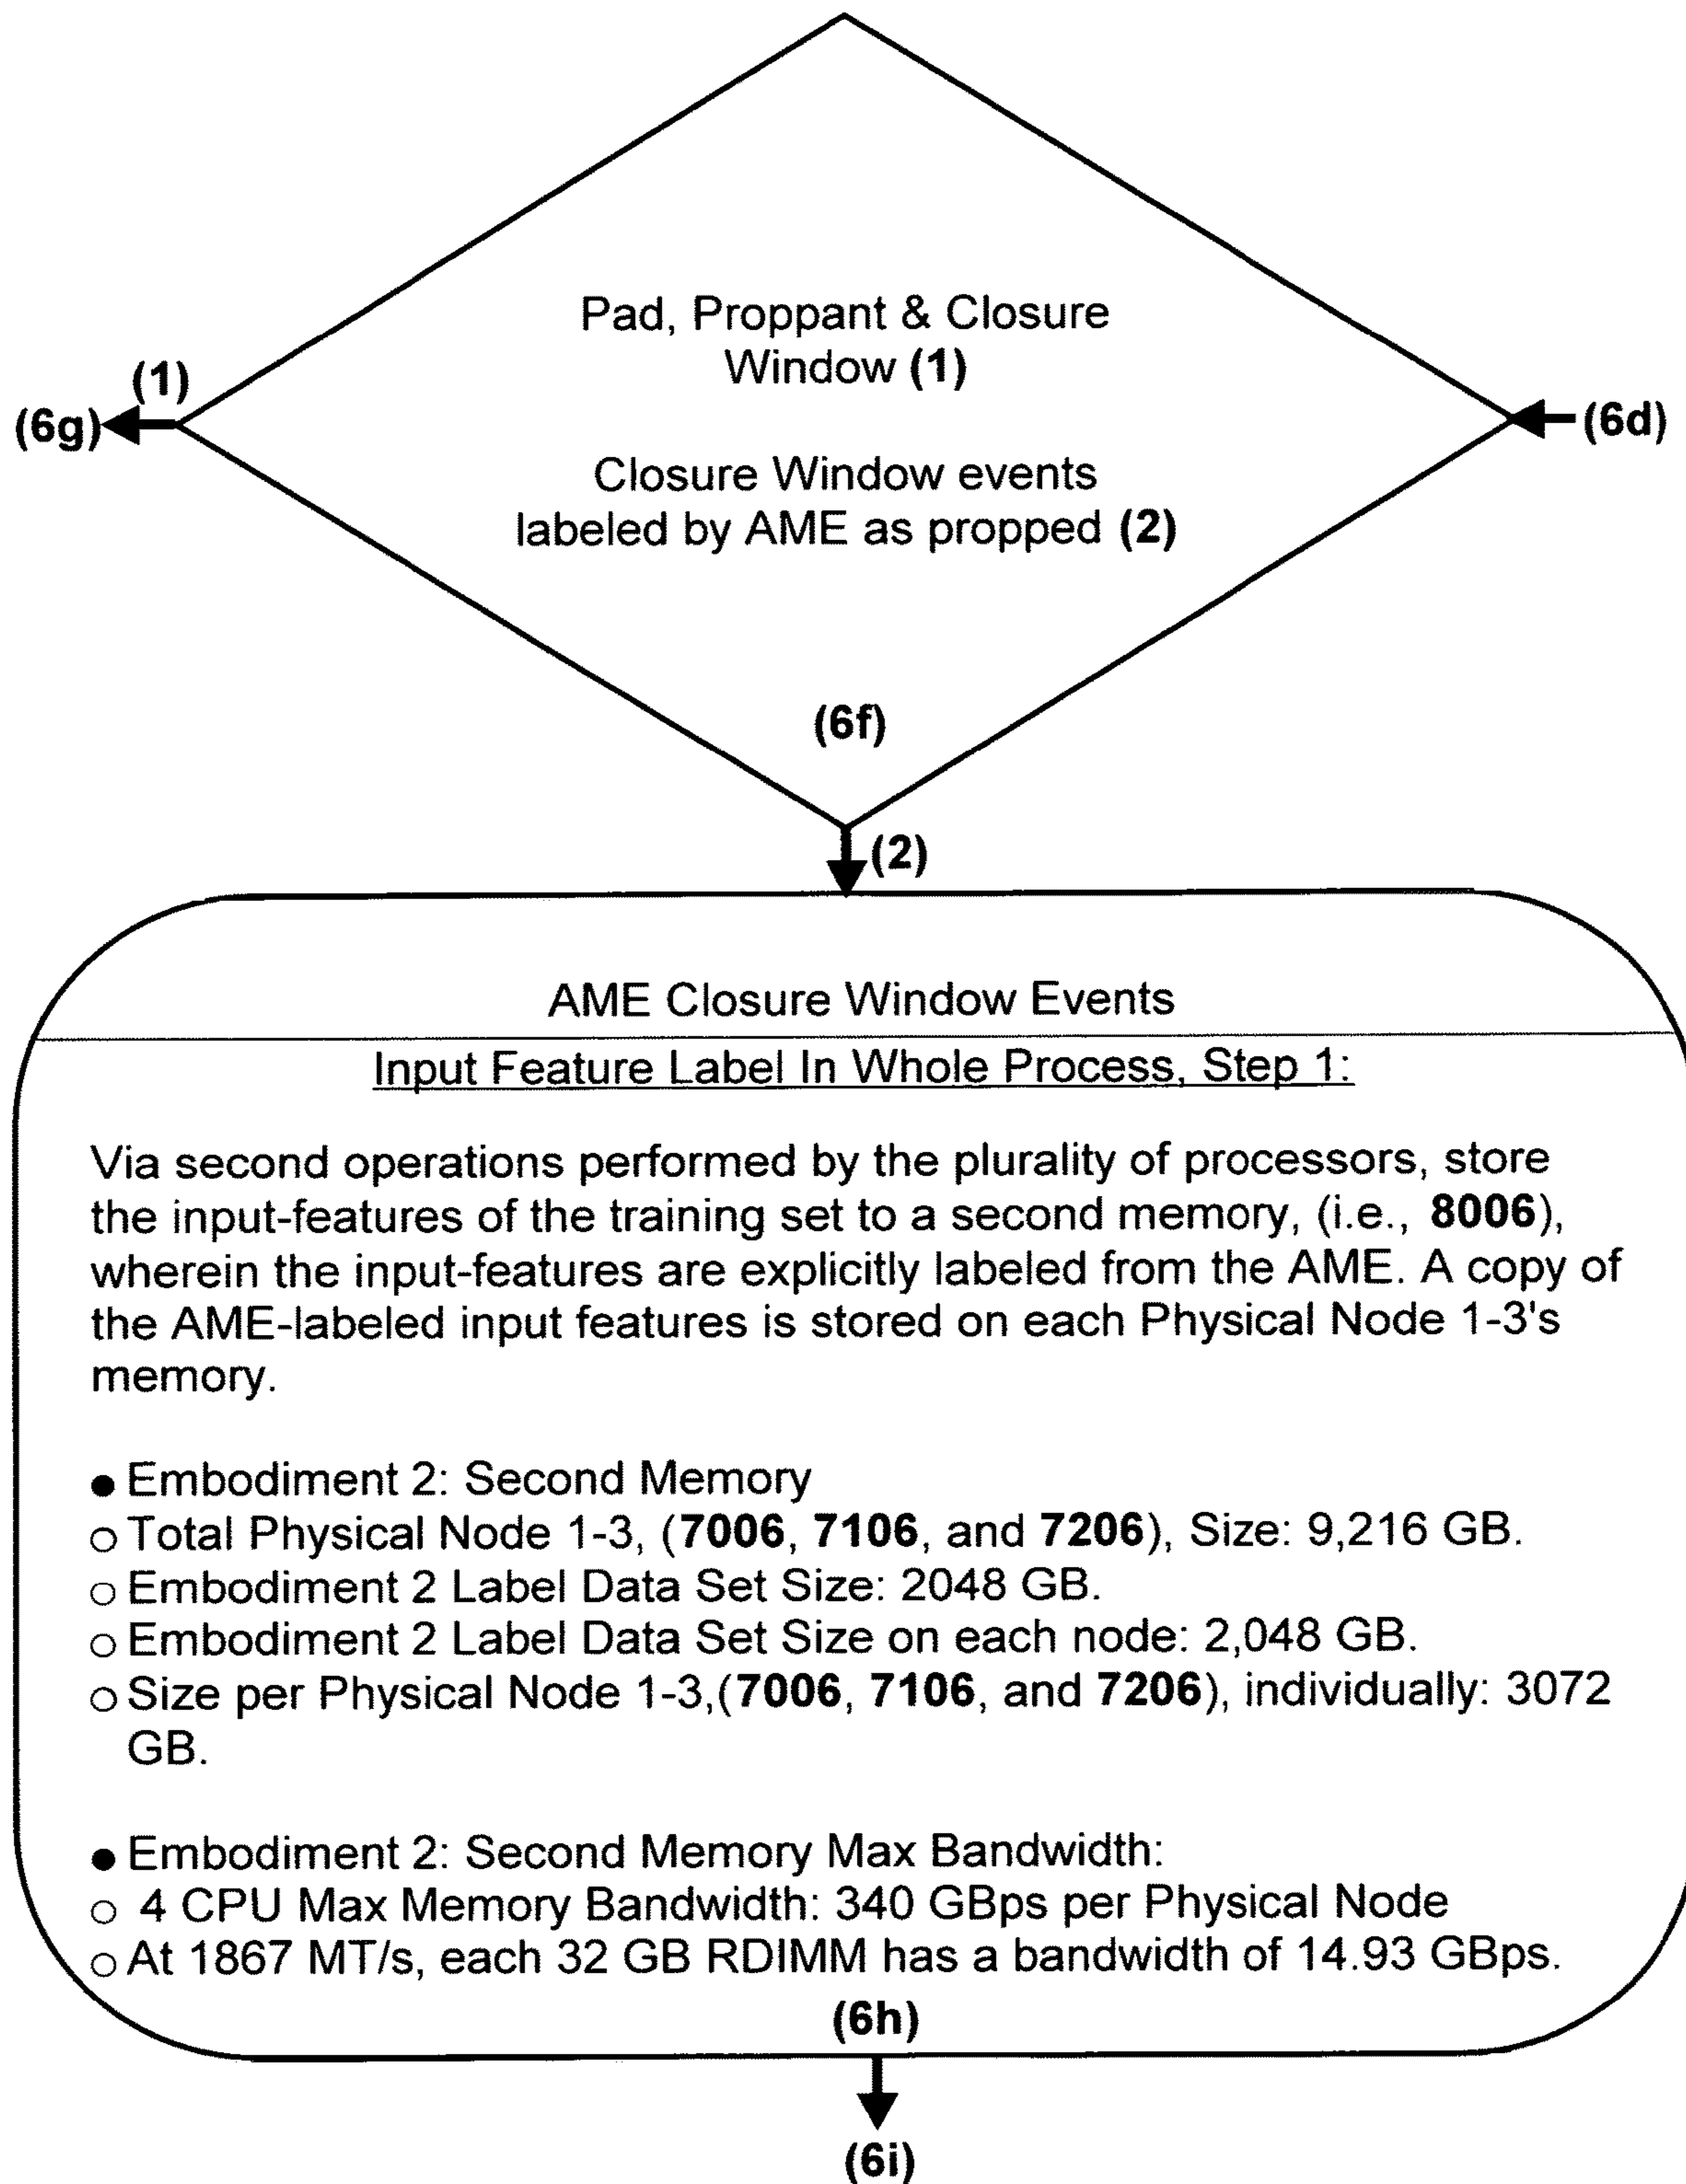 Pad, Proppant & Closure
Window (1)
(1)
(6g)
(6d)
Closure Window events
labeled by AME as propped (2)
(6f)
(2)
AME Closure Window Events
Input Feature Label In Whole Process, Step 1:
Via second operations performed by the plurality of processors, store
the input-features of the training set to a second memory, (i.e., 8006),
wherein the input-features are explicitly labeled from the AME. A copy of
the AME-labeled input features is stored on each Physical Node 1-3's
memory.
● Embodiment 2: Second Memory
○ Total Physical Node 1-3, (7006, 7106, and 7206), Size: 9,216 GB.
○ Embodiment 2 Label Data Set Size: 2048 GB.
○ Embodiment 2 Label Data Set Size on each node: 2,048 GB.
○ Size per Physical Node 1-3,(7006, 7106, and 7206), individually: 3072
GB.
● Embodiment 2: Second Memory Max Bandwidth:
○ 4 CPU Max Memory Bandwidth: 340 GBps per Physical Node
○ At 1867 MT/s, each 32 GB RDIMM has a bandwidth of 14.93 GBps.
(6h)
(6i)